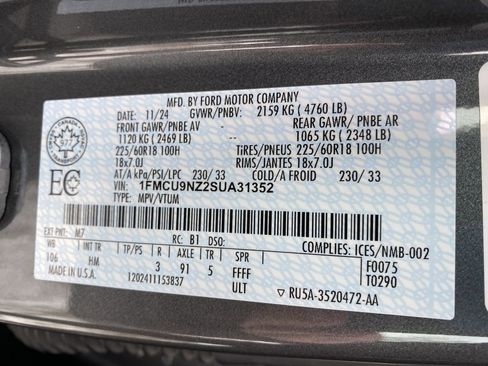 MFD. BY FORD MOTOR COMPANY
DATE: 11/24 GVWR/PNBV: 2159 KG ( 4760 LB)
FRONT GAWR/ PNBE AV REAR GAWR/ PNBE AR
1120 KG ( 2469 LB) 1065 KG ( 2348 LB)
225/60R18 100H TIRES/PNEUS 225/60R18 100H
18x7.0J RIMS/JANTES 18x7.0J
AT/A kPa/PSI/LPC 230/ 33 COLD/A FROID 230/ 33
VIN: 1FMCU9NZ2SUA31352
TYPE: MPV/VTUM
EC
CANADA
EXT PNT: M7 RC: B1 DSO: COMPLIES: ICES/NMB-002
WB INT TR TP/PS R AX TR SPR F0075
106 HM 3 91 5 FFFF T0290
MADE IN U.S.A. 1202411153837 ULT RU5A-3520472-AA